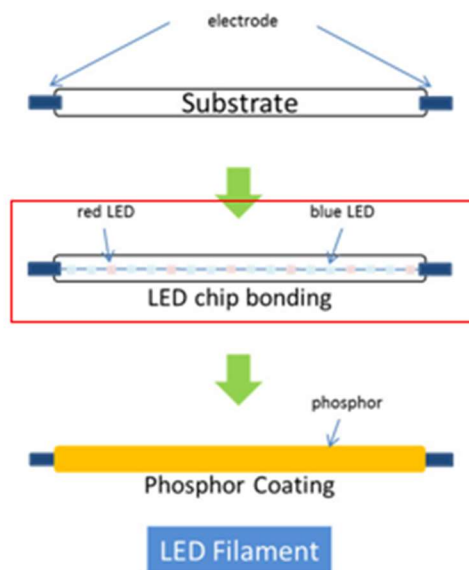 electrode
Substrate
red LED
blue LED
LED chip bonding
phosphor
Phosphor Coating
LED Filament